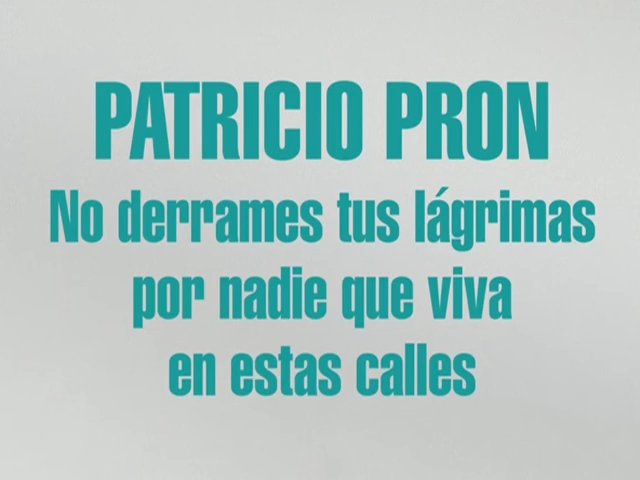 PATRICIO PRON
No derrames tus lágrimas
por nadie que viva
en estas calles